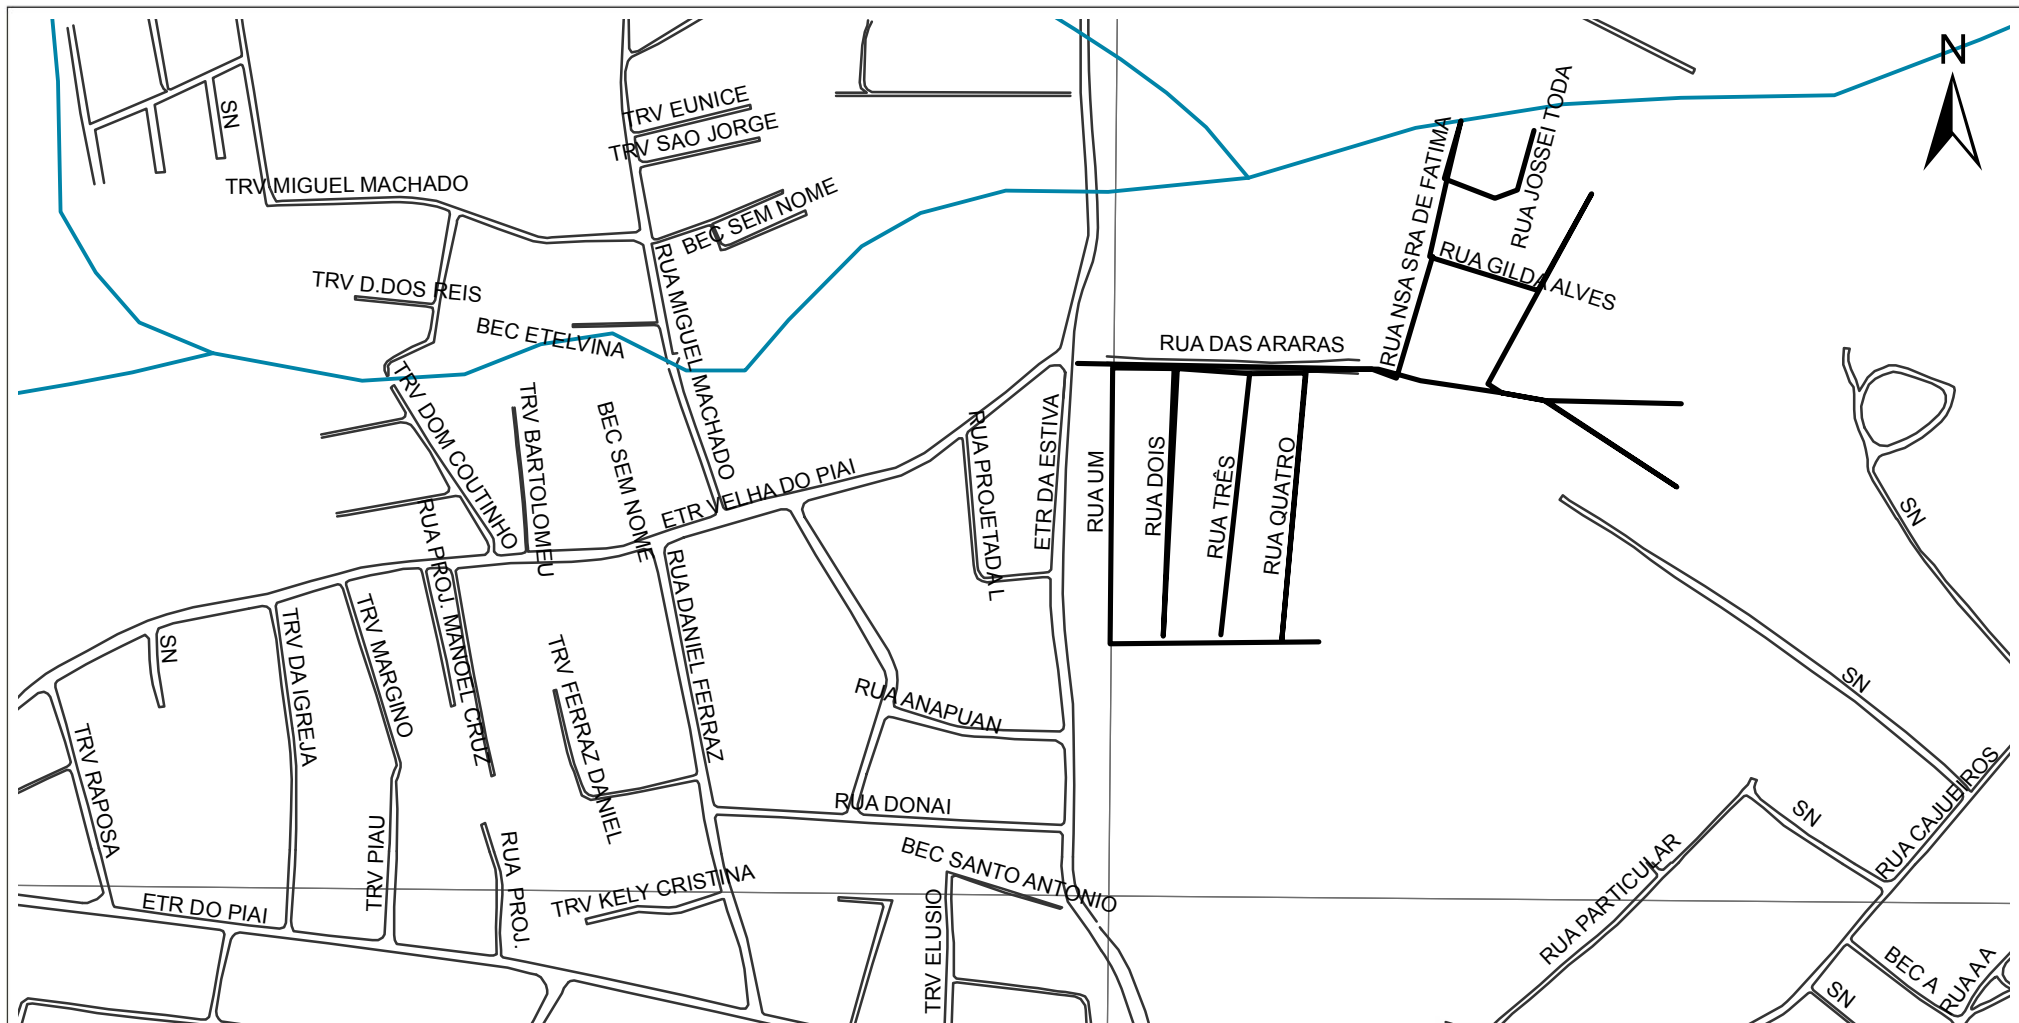 N
TRV EUNICE
TRV SAO JORGE
SN
TRV MIGUEL MACHADO
BEC SEM NOME
RUA JOSSEI TODA
RUA NSA SRA DE FATIMA
RUA GILDA ALVES
TRV D.DOS REIS
BEC ETELVINA
RUA MIGUEL MACHADO
RUA DAS ARARAS
TRV DOM COUTINHO
TRV BARTOLOMEU
BEC SEM NOME
ETR VELHA DO PIAI
RUA PROJETADA L
ETR DA ESTIVA
RUA UM
RUA DOIS
RUA TRÊS
RUA QUATRO
SN
RUA PROJ. MANOEL CRUZ
RUA DANIEL FERRAZ
TRV MARGINO
TRV DA IGREJA
SN
TRV FERRAZ DANIEL
RUA ANAPUAN
SN
TRV RAPOSA
TRV PIAU
RUA PROJ.
RUA DONAI
BEC SANTO ANTONIO
TRV KELY CRISTINA
ETR DO PIAI
TRV ELUSIO
RUA PARTICULAR
SN
RUA CAJUEIROS
BEC A
RUA A A
SN